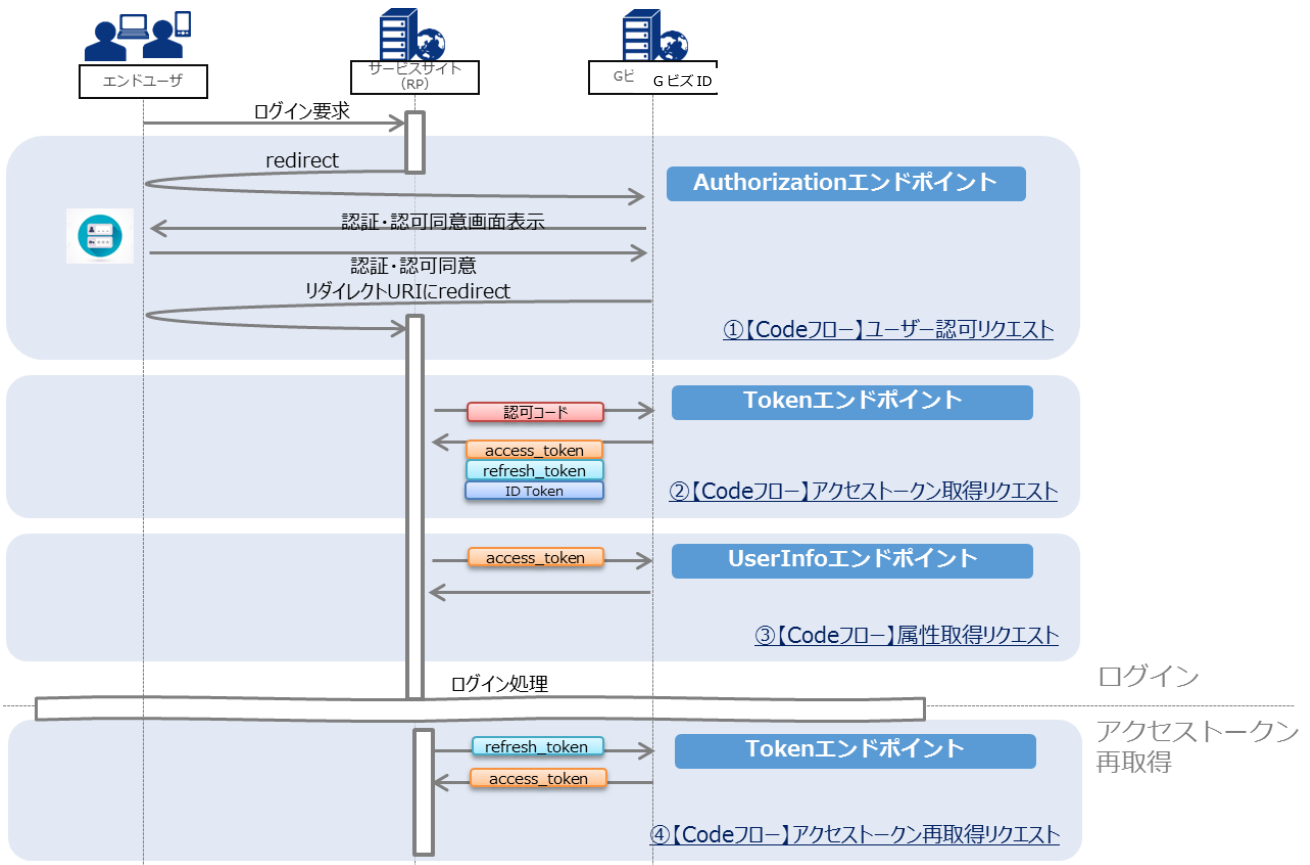 エンドユーザ
サービスサイト
(RP)
Gビ
GビズID
ログイン要求
redirect
Authorizationエンドポイント
認証・認可同意画面表示
認証・認可同意
リダイレクトURIにredirect
①【Codeフロー】ユーザー認可リクエスト
Tokenエンドポイント
認可コード
access_token
refresh_token
ID Token
②【Codeフロー】アクセストークン取得リクエスト
UserInfoエンドポイント
access_token
③【Codeフロー】属性取得リクエスト
ログイン処理
ログイン
アクセストークン
再取得
Tokenエンドポイント
refresh_token
access_token
④【Codeフロー】アクセストークン再取得リクエスト